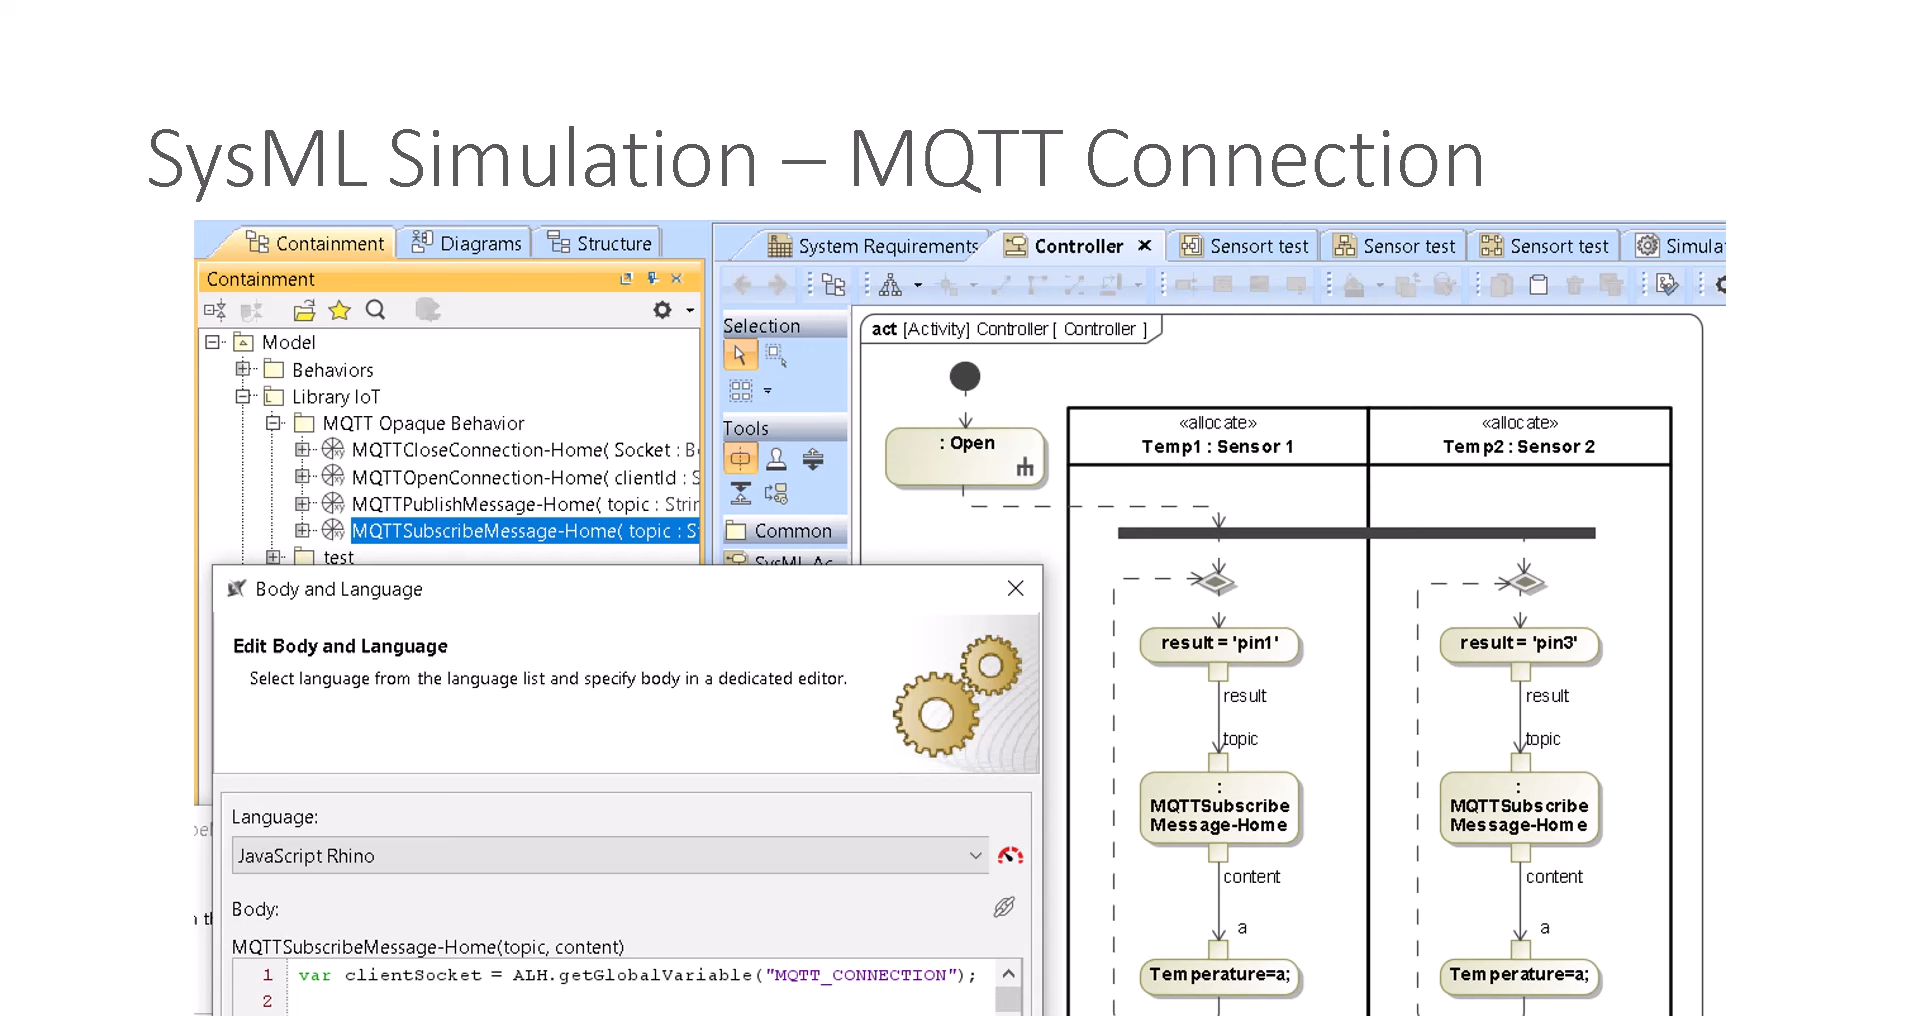 SysML Simulation – MQTT Connection
Containment
Diagrams
Structure
Containment
Model
Behaviors
Library IoT
MQTT Opaque Behavior
MQTTCloseConnection-Home( Socket : B
MQTTOpenConnection-Home( clientId : S
MQTTPublishMessage-Home( topic : Strin
MQTTSubscribeMessage-Home( topic : S
test
System Requirements
Controller
Sensort test
Sensor test
Sensort test
Simula
Selection
Tools
Common
SysML Ac
act [Activity] Controller [ Controller ]
: Open
«allocate»
Temp1 : Sensor 1
«allocate»
Temp2 : Sensor 2
result = 'pin1'
result
topic
:
MQTTSubscribe
Message-Home
content
a
Temperature=a;
result = 'pin3'
result
topic
:
MQTTSubscribe
Message-Home
content
a
Temperature=a;
Body and Language
Edit Body and Language
Select language from the language list and specify body in a dedicated editor.
Language:
JavaScript Rhino
Body:
MQTTSubscribeMessage-Home(topic, content)
1 var clientSocket = ALH.getGlobalVariable("MQTT_CONNECTION");
2